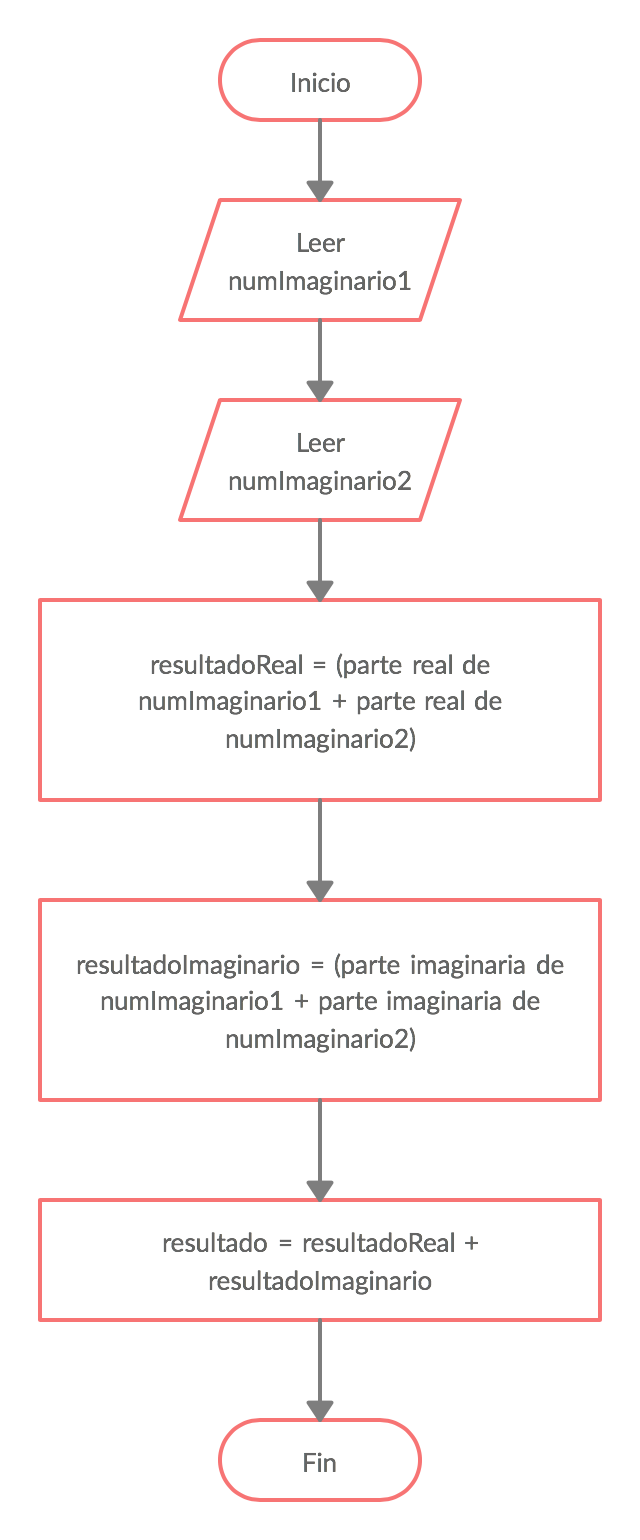 Inicio
Leer
numImaginario1
Leer
numImaginario2
resultadoReal = (parte real de
numImaginario1 + parte real de
numImaginario2)
resultadoImaginario = (parte imaginaria de
numImaginario1 + parte imaginaria de
numImaginario2)
resultado = resultadoReal +
resultadoImaginario
Fin